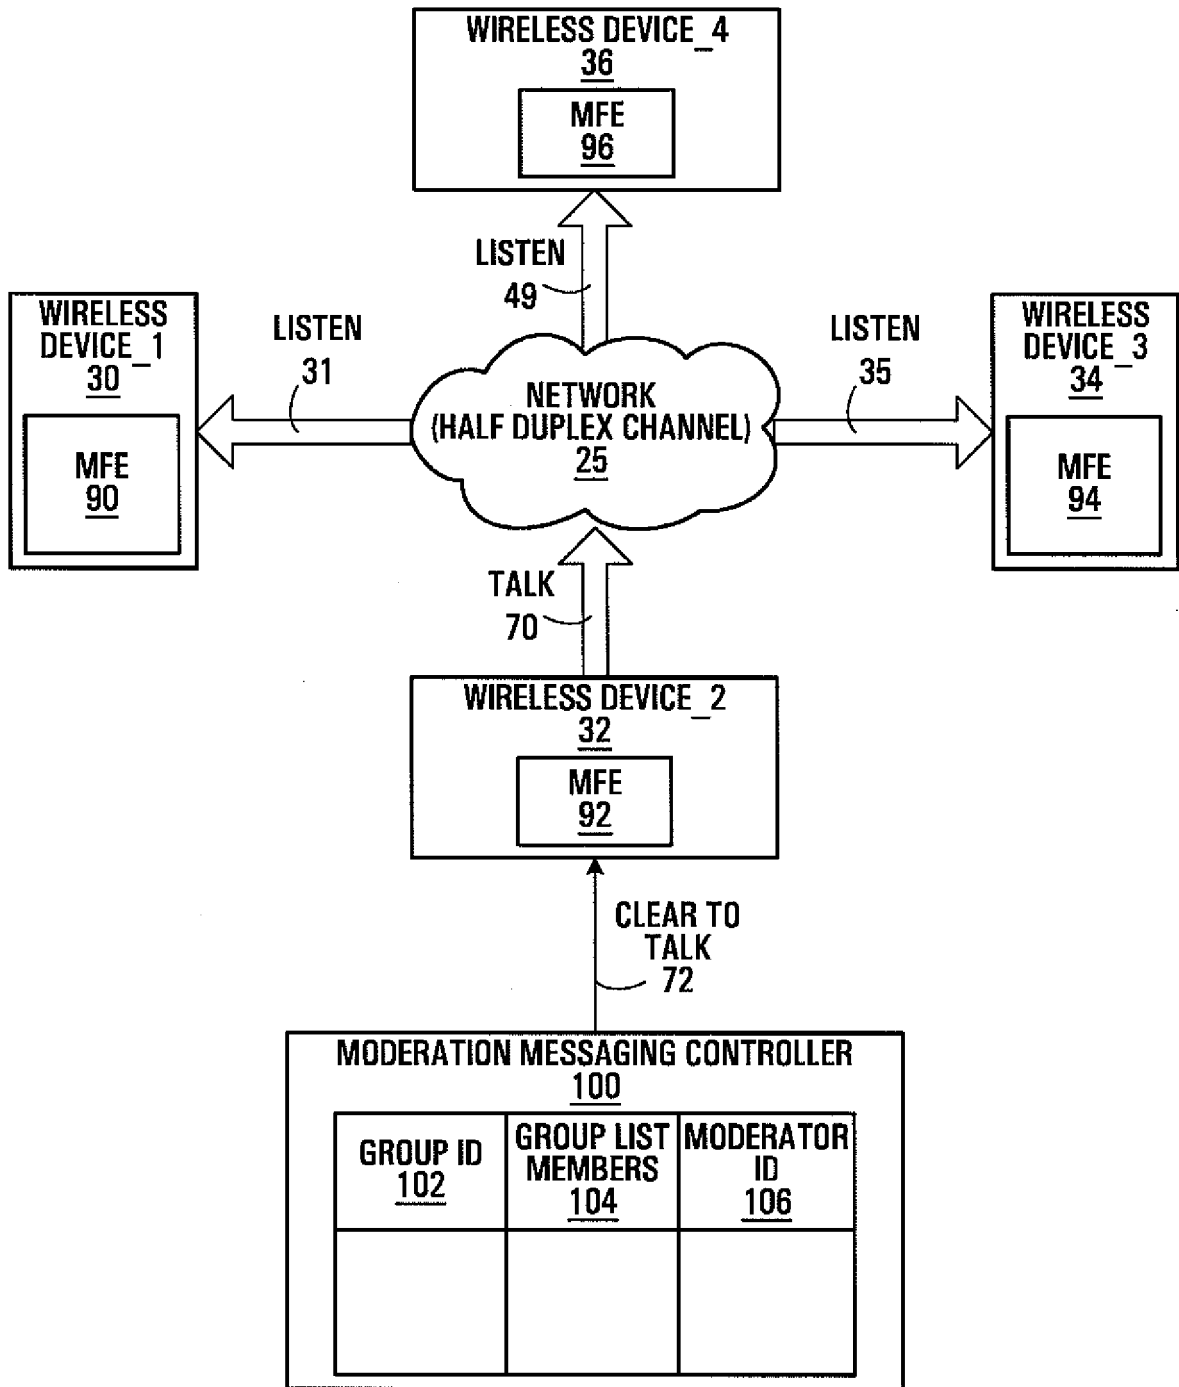 WIRELESS DEVICE_4
36
MFE
96
LISTEN
49
WIRELESS
DEVICE_1
30
MFE
90
LISTEN
31
NETWORK
(HALF DUPLEX CHANNEL)
25
LISTEN
35
WIRELESS
DEVICE_3
34
MFE
94
TALK
70
WIRELESS DEVICE_2
32
MFE
92
CLEAR TO
TALK
72
MODERATION MESSAGING CONTROLLER
100
GROUP ID
102
GROUP LIST
MEMBERS
104
MODERATOR
ID
106